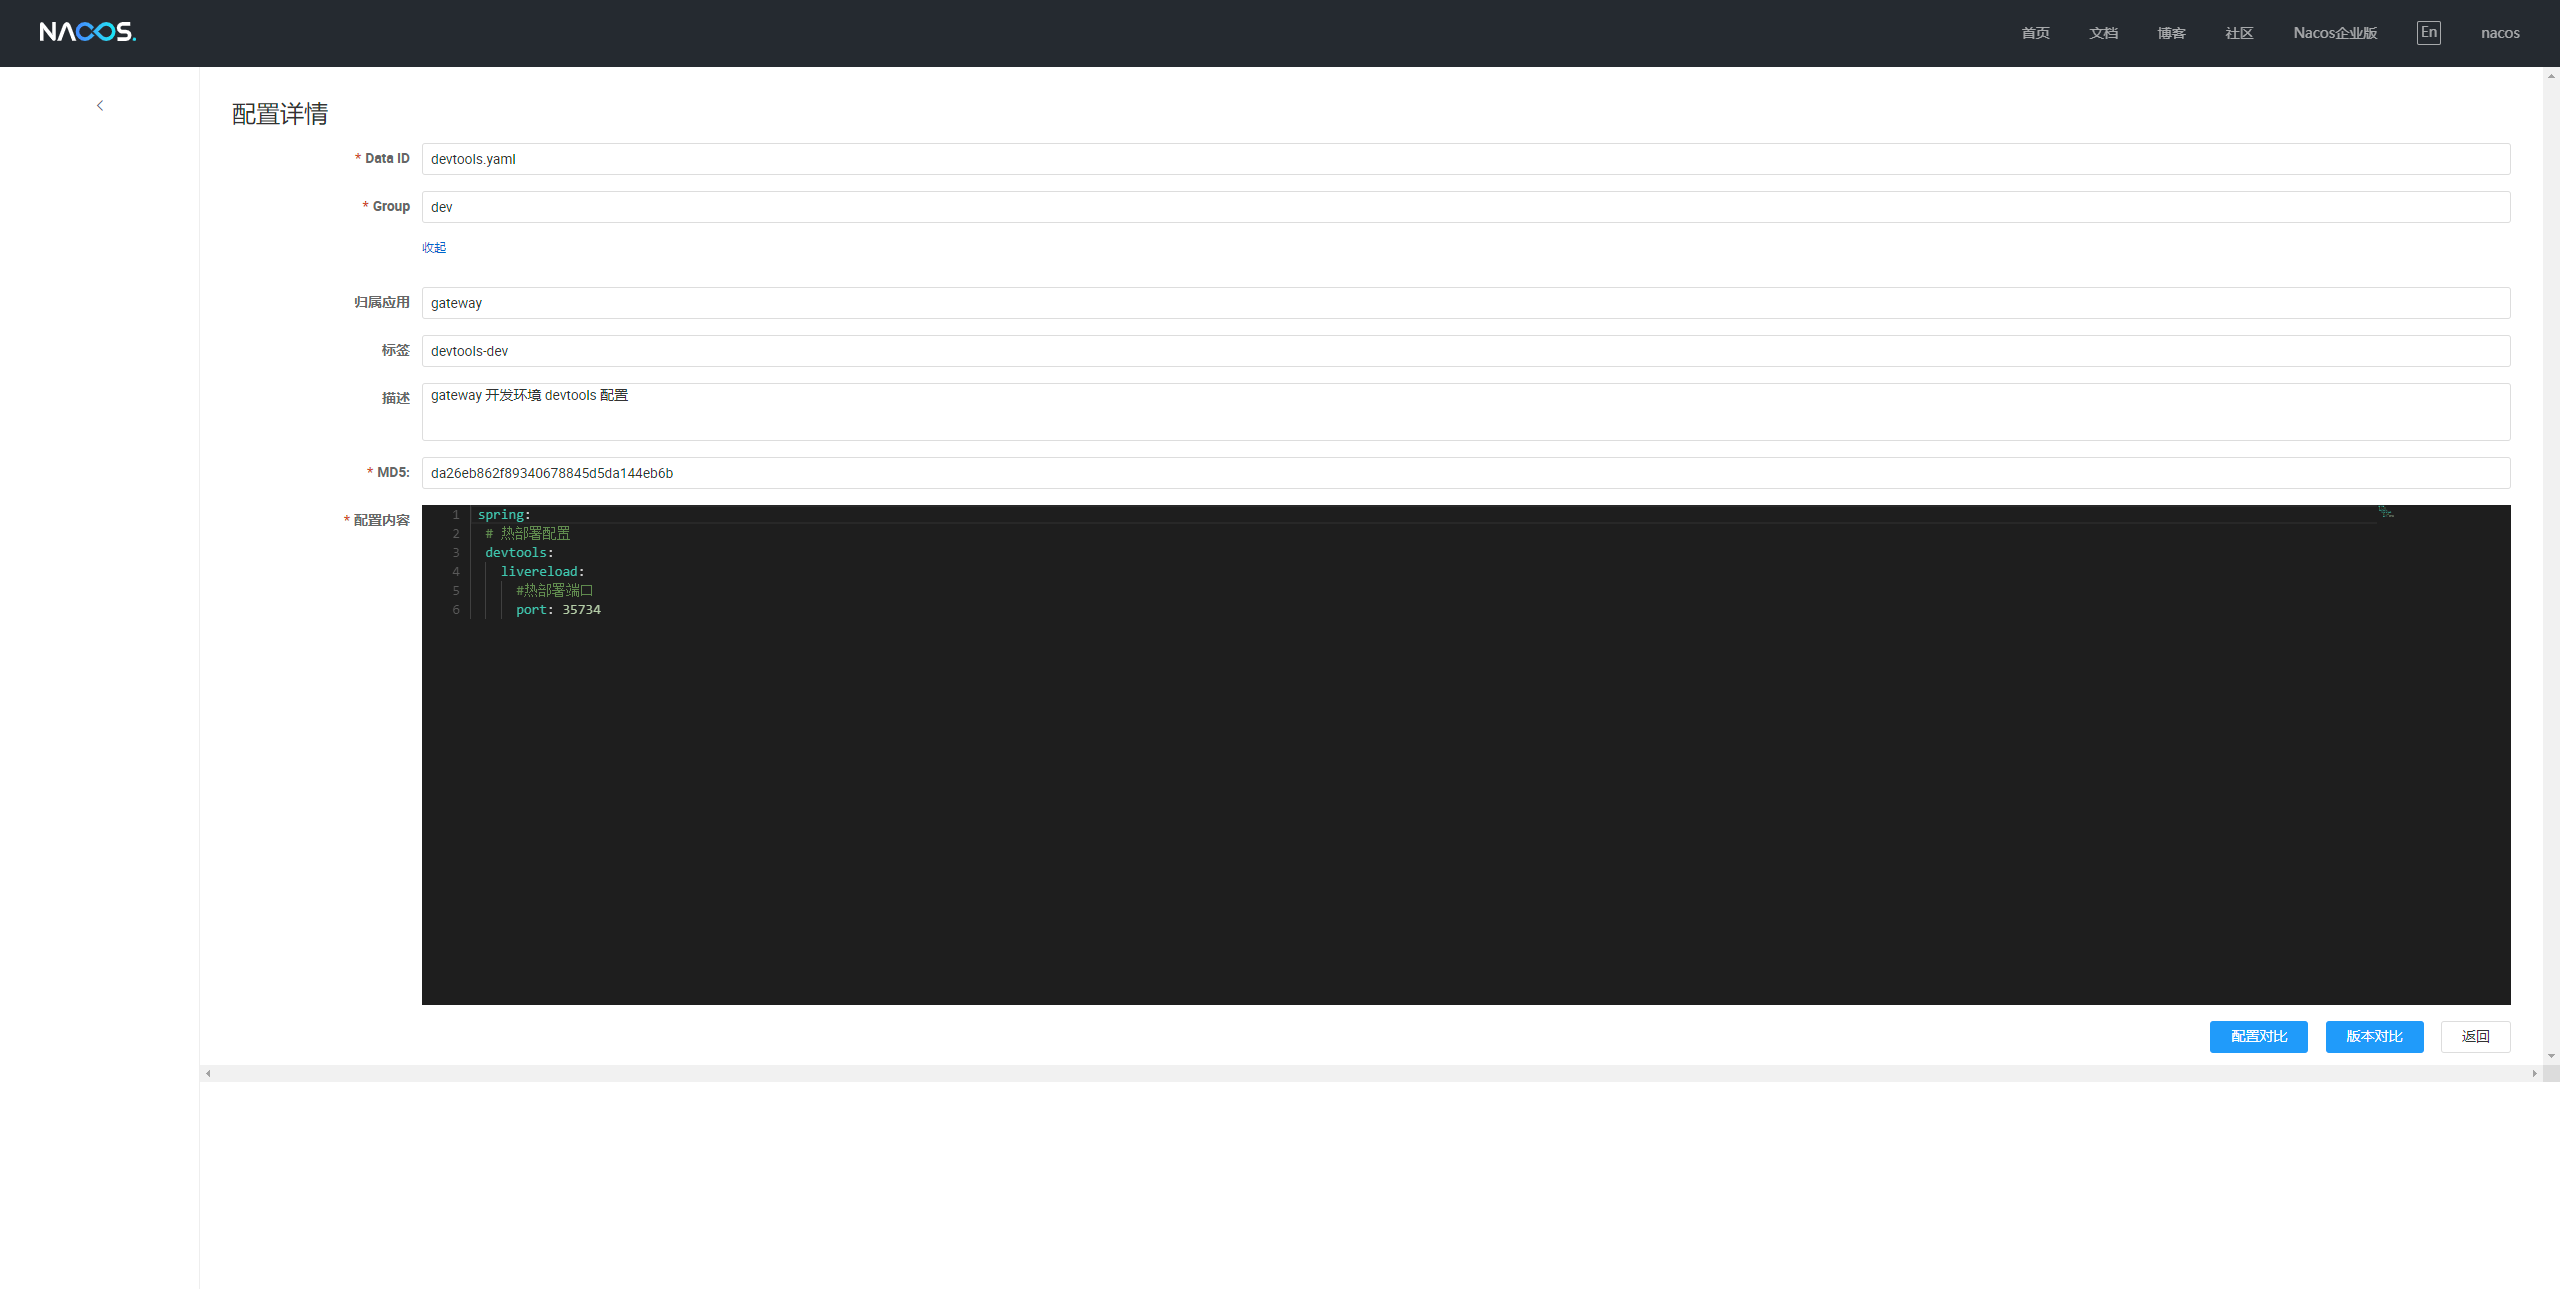 NACOS.
首页 文档 博客 社区 Nacos企业版 En nacos
配置详情
* Data ID devtools.yaml
* Group dev
收起
归属应用 gateway
标签 devtools-dev
描述 gateway 开发环境 devtools 配置
* MD5: da26eb862f89340678845d5da144eb6b
* 配置内容
1 spring:
2 # 热部署配置
3 devtools:
4 livereload:
5 #热部署端口
6 port: 35734
配置对比 版本对比 返回